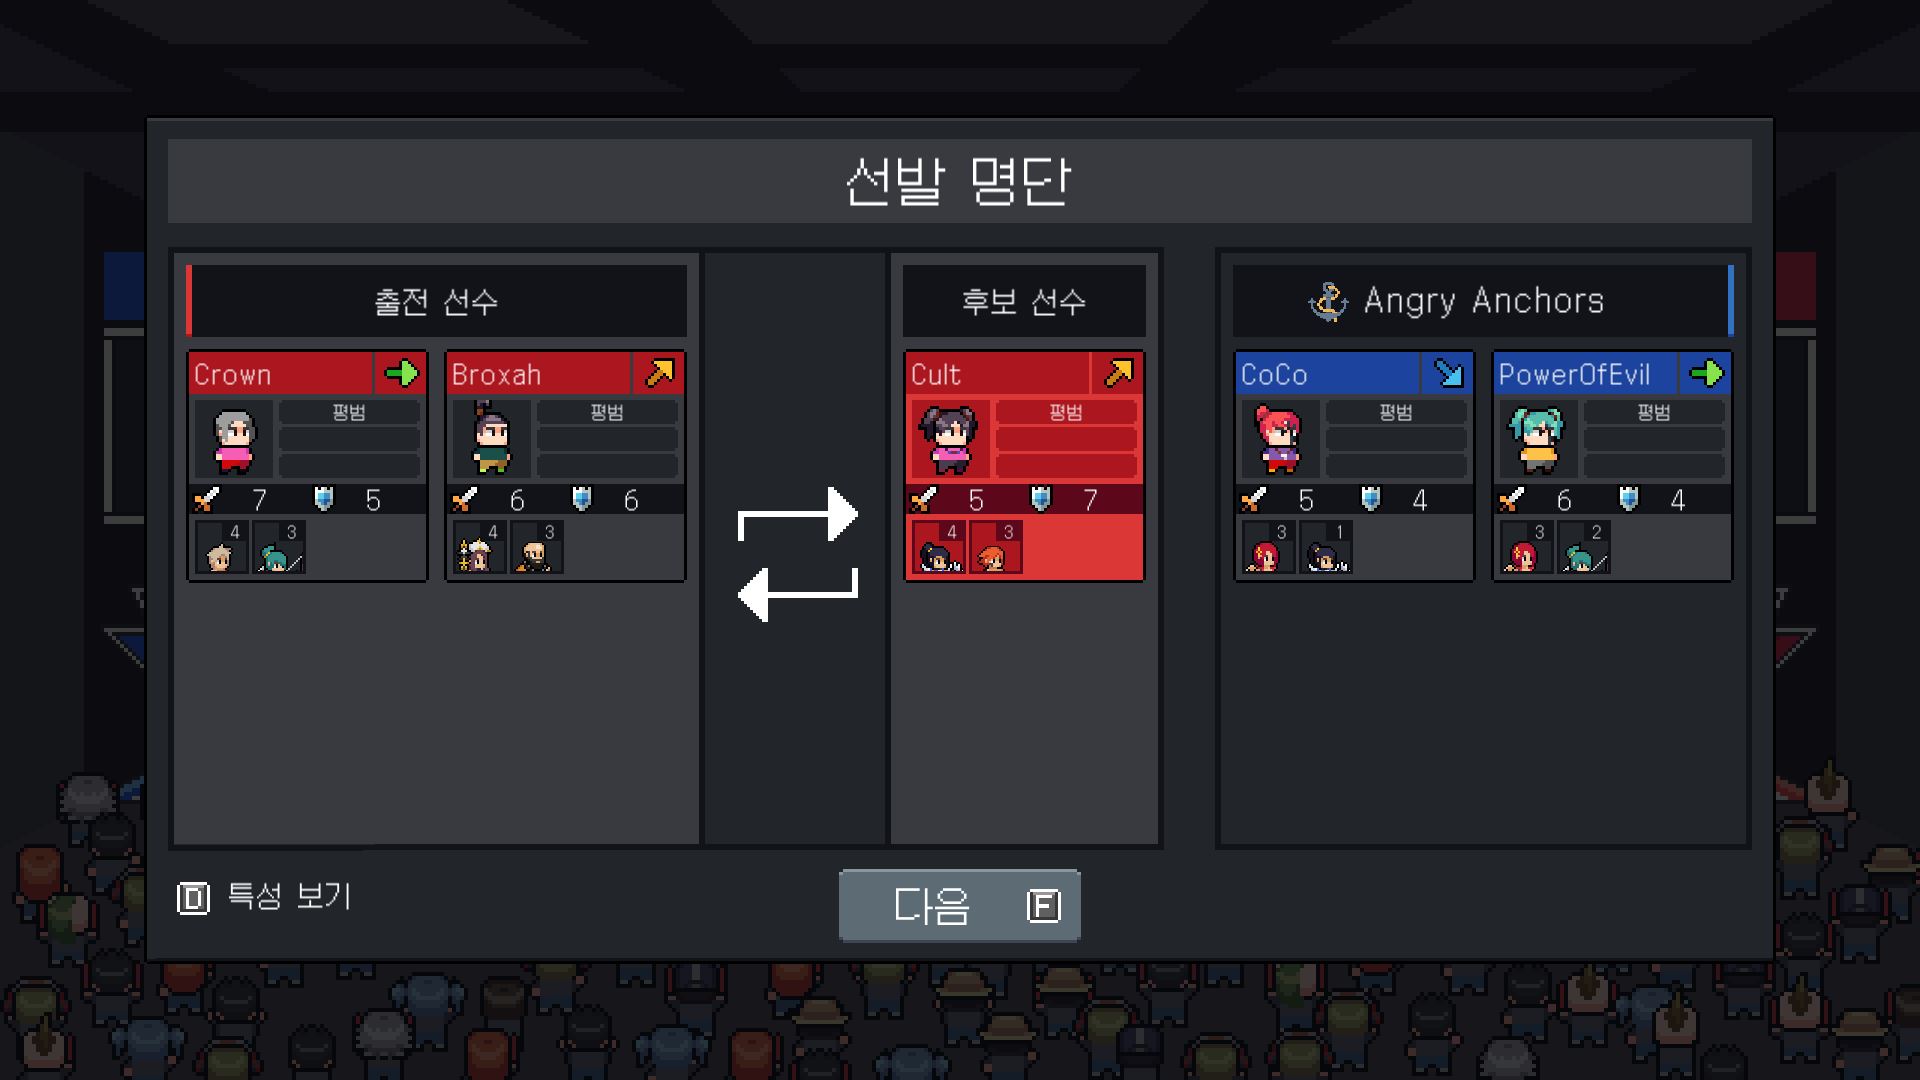 선발 명단
출전 선수
후보 선수
Angry Anchors
Crown
Broxah
Cult
CoCo
PowerOfEvil
평범
평범
평범
평범
평범
7 5
6 6
5 7
5 4
6 4
4 3
4 3
4 3
3 1
3 2
D 특성 보기
다음 F